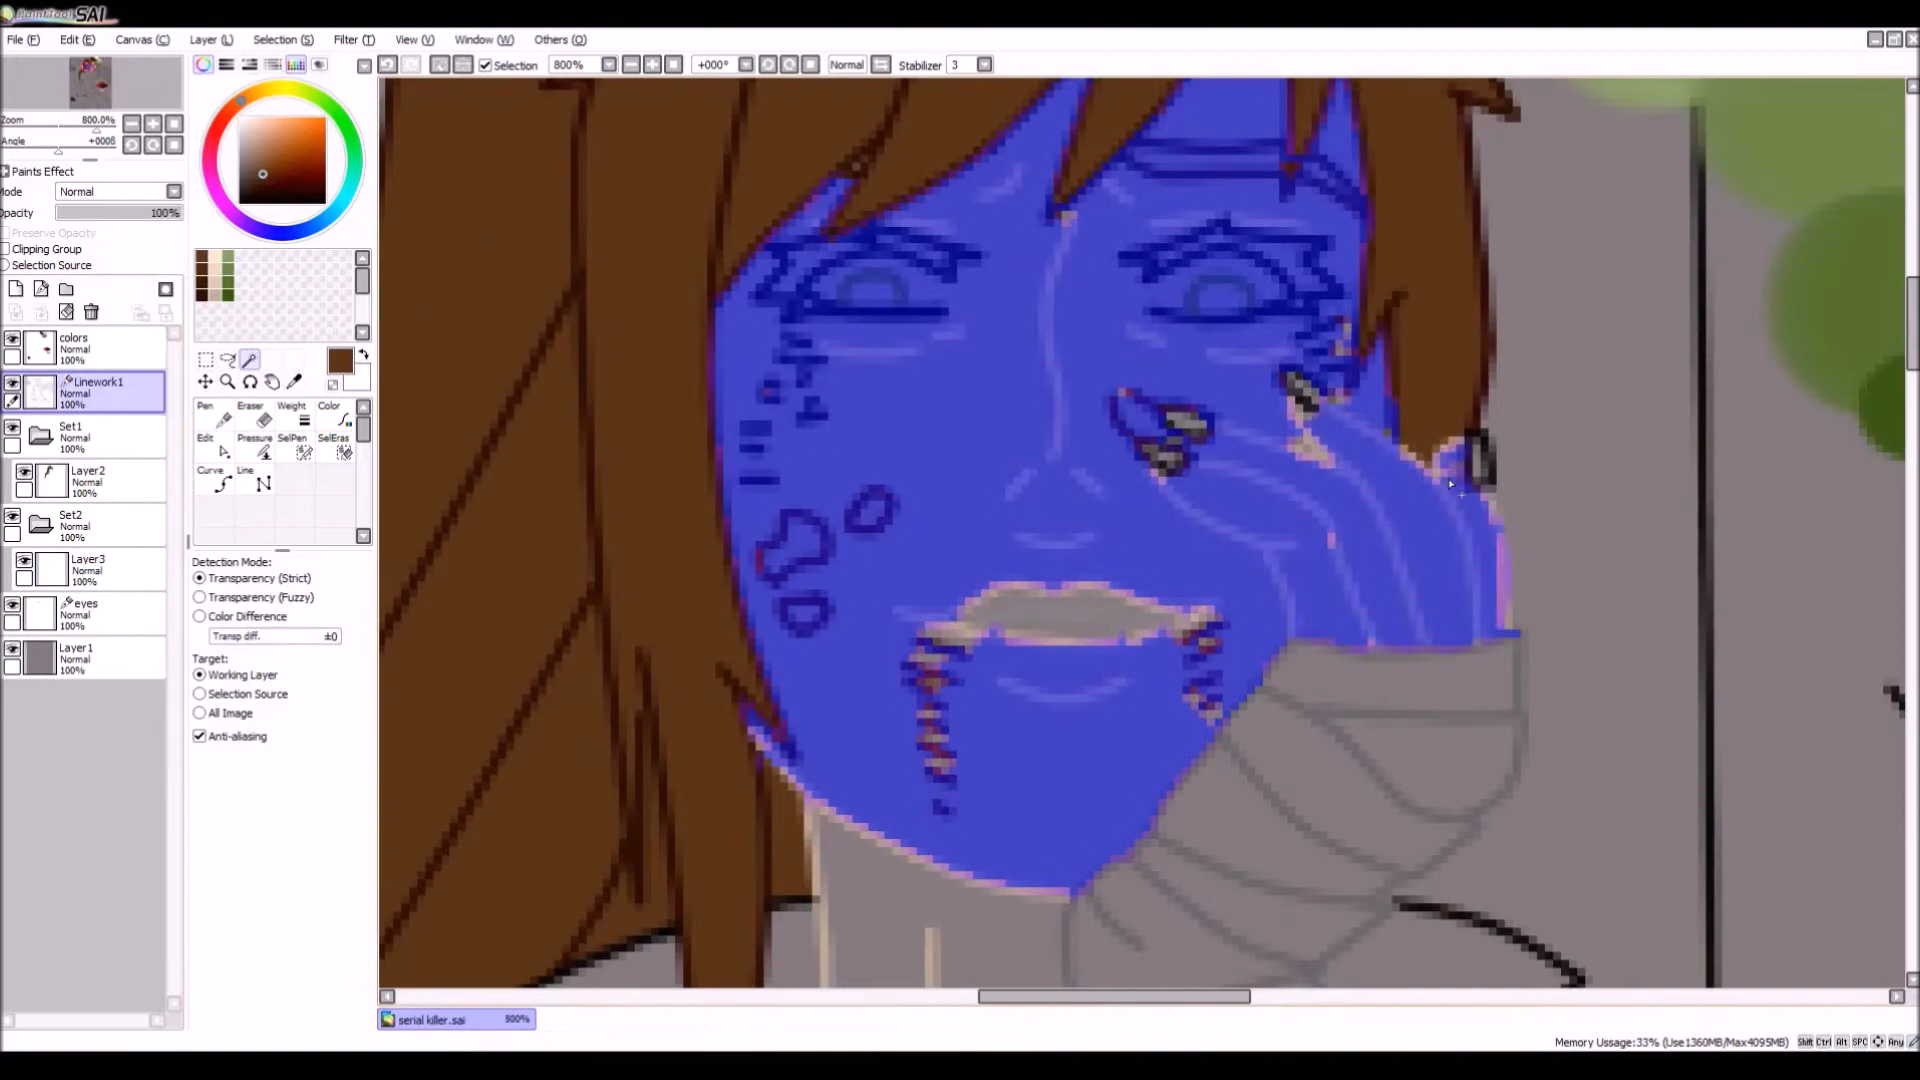 PaintTool SAI
File (F) Edit (E) Canvas (C) Layer (L) Selection (S) Filter (T) View (V) Window (W) Others (O)
Selection 800% +000° Normal Stabilizer 3
Zoom 800.0%
Angle +0006
Paints Effect
Mode Normal
Opacity 100%
Preserve Opacity
Clipping Group
Selection Source
colors
Normal
100%
Linework1
Normal
100%
Set1
Normal
100%
Layer2
Normal
100%
Set2
Normal
100%
Layer3
Normal
100%
eyes
Normal
100%
Layer1
Normal
100%
Pen Eraser Weight Color
Edit Pressure SelPen SelEras
Curve Line
Detection Mode:
Transparency (Strict)
Transparency (Fuzzy)
Color Difference
Transp diff. ±0
Target:
Working Layer
Selection Source
All Image
Anti-aliasing
serial killer.sai 800%
Memory Ussage:33% (Use1360MB/Max4095MB) Shift Ctrl Alt SPC Any